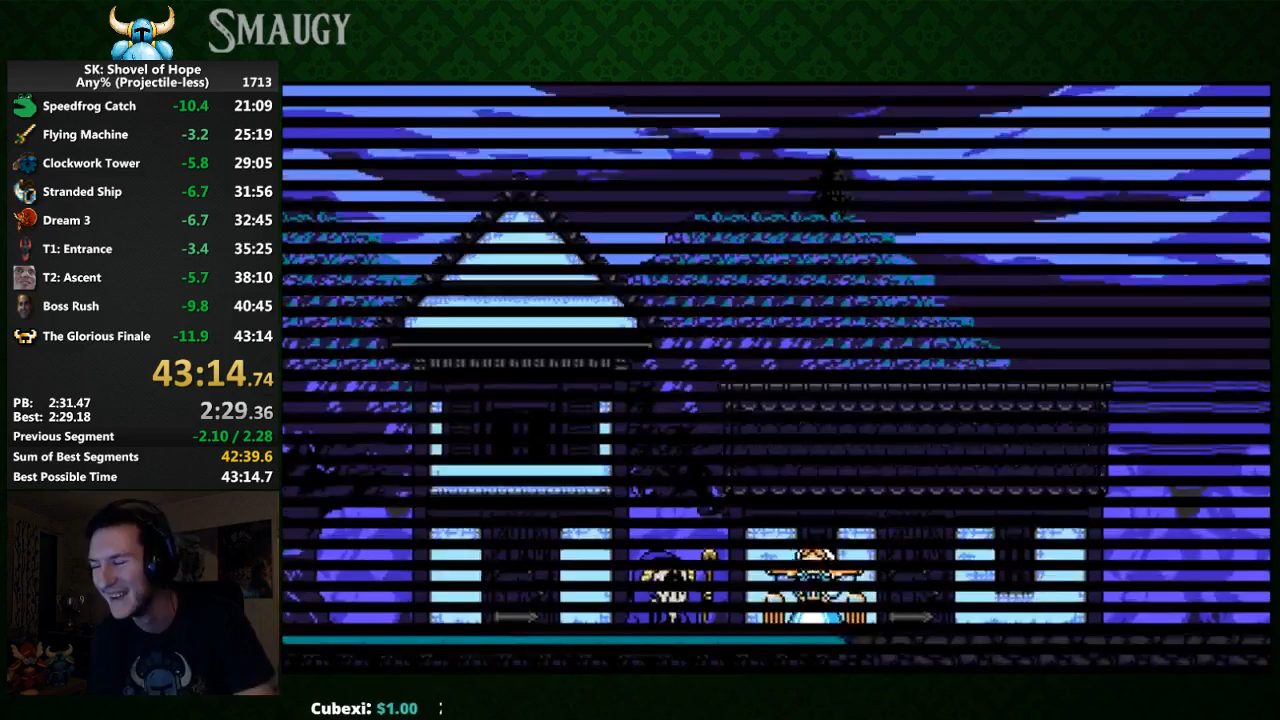 SMAUGY
SK: Shovel of Hope
Any% (Projectile-less) 1713
Speedfrog Catch -10.4 21:09
Flying Machine -3.2 25:19
Clockwork Tower -5.8 29:05
Stranded Ship -6.7 31:56
Dream 3 -6.7 32:45
T1: Entrance -3.4 35:25
T2: Ascent -5.7 38:10
Boss Rush -9.8 40:45
The Glorious Finale -11.9 43:14
43:14.74
PB: 2:31.47
Best: 2:29.18 2:29.36
Previous Segment -2.10 / 2.28
Sum of Best Segments 42:39.6
Best Possible Time 43:14.7
Cubexi: $1.00